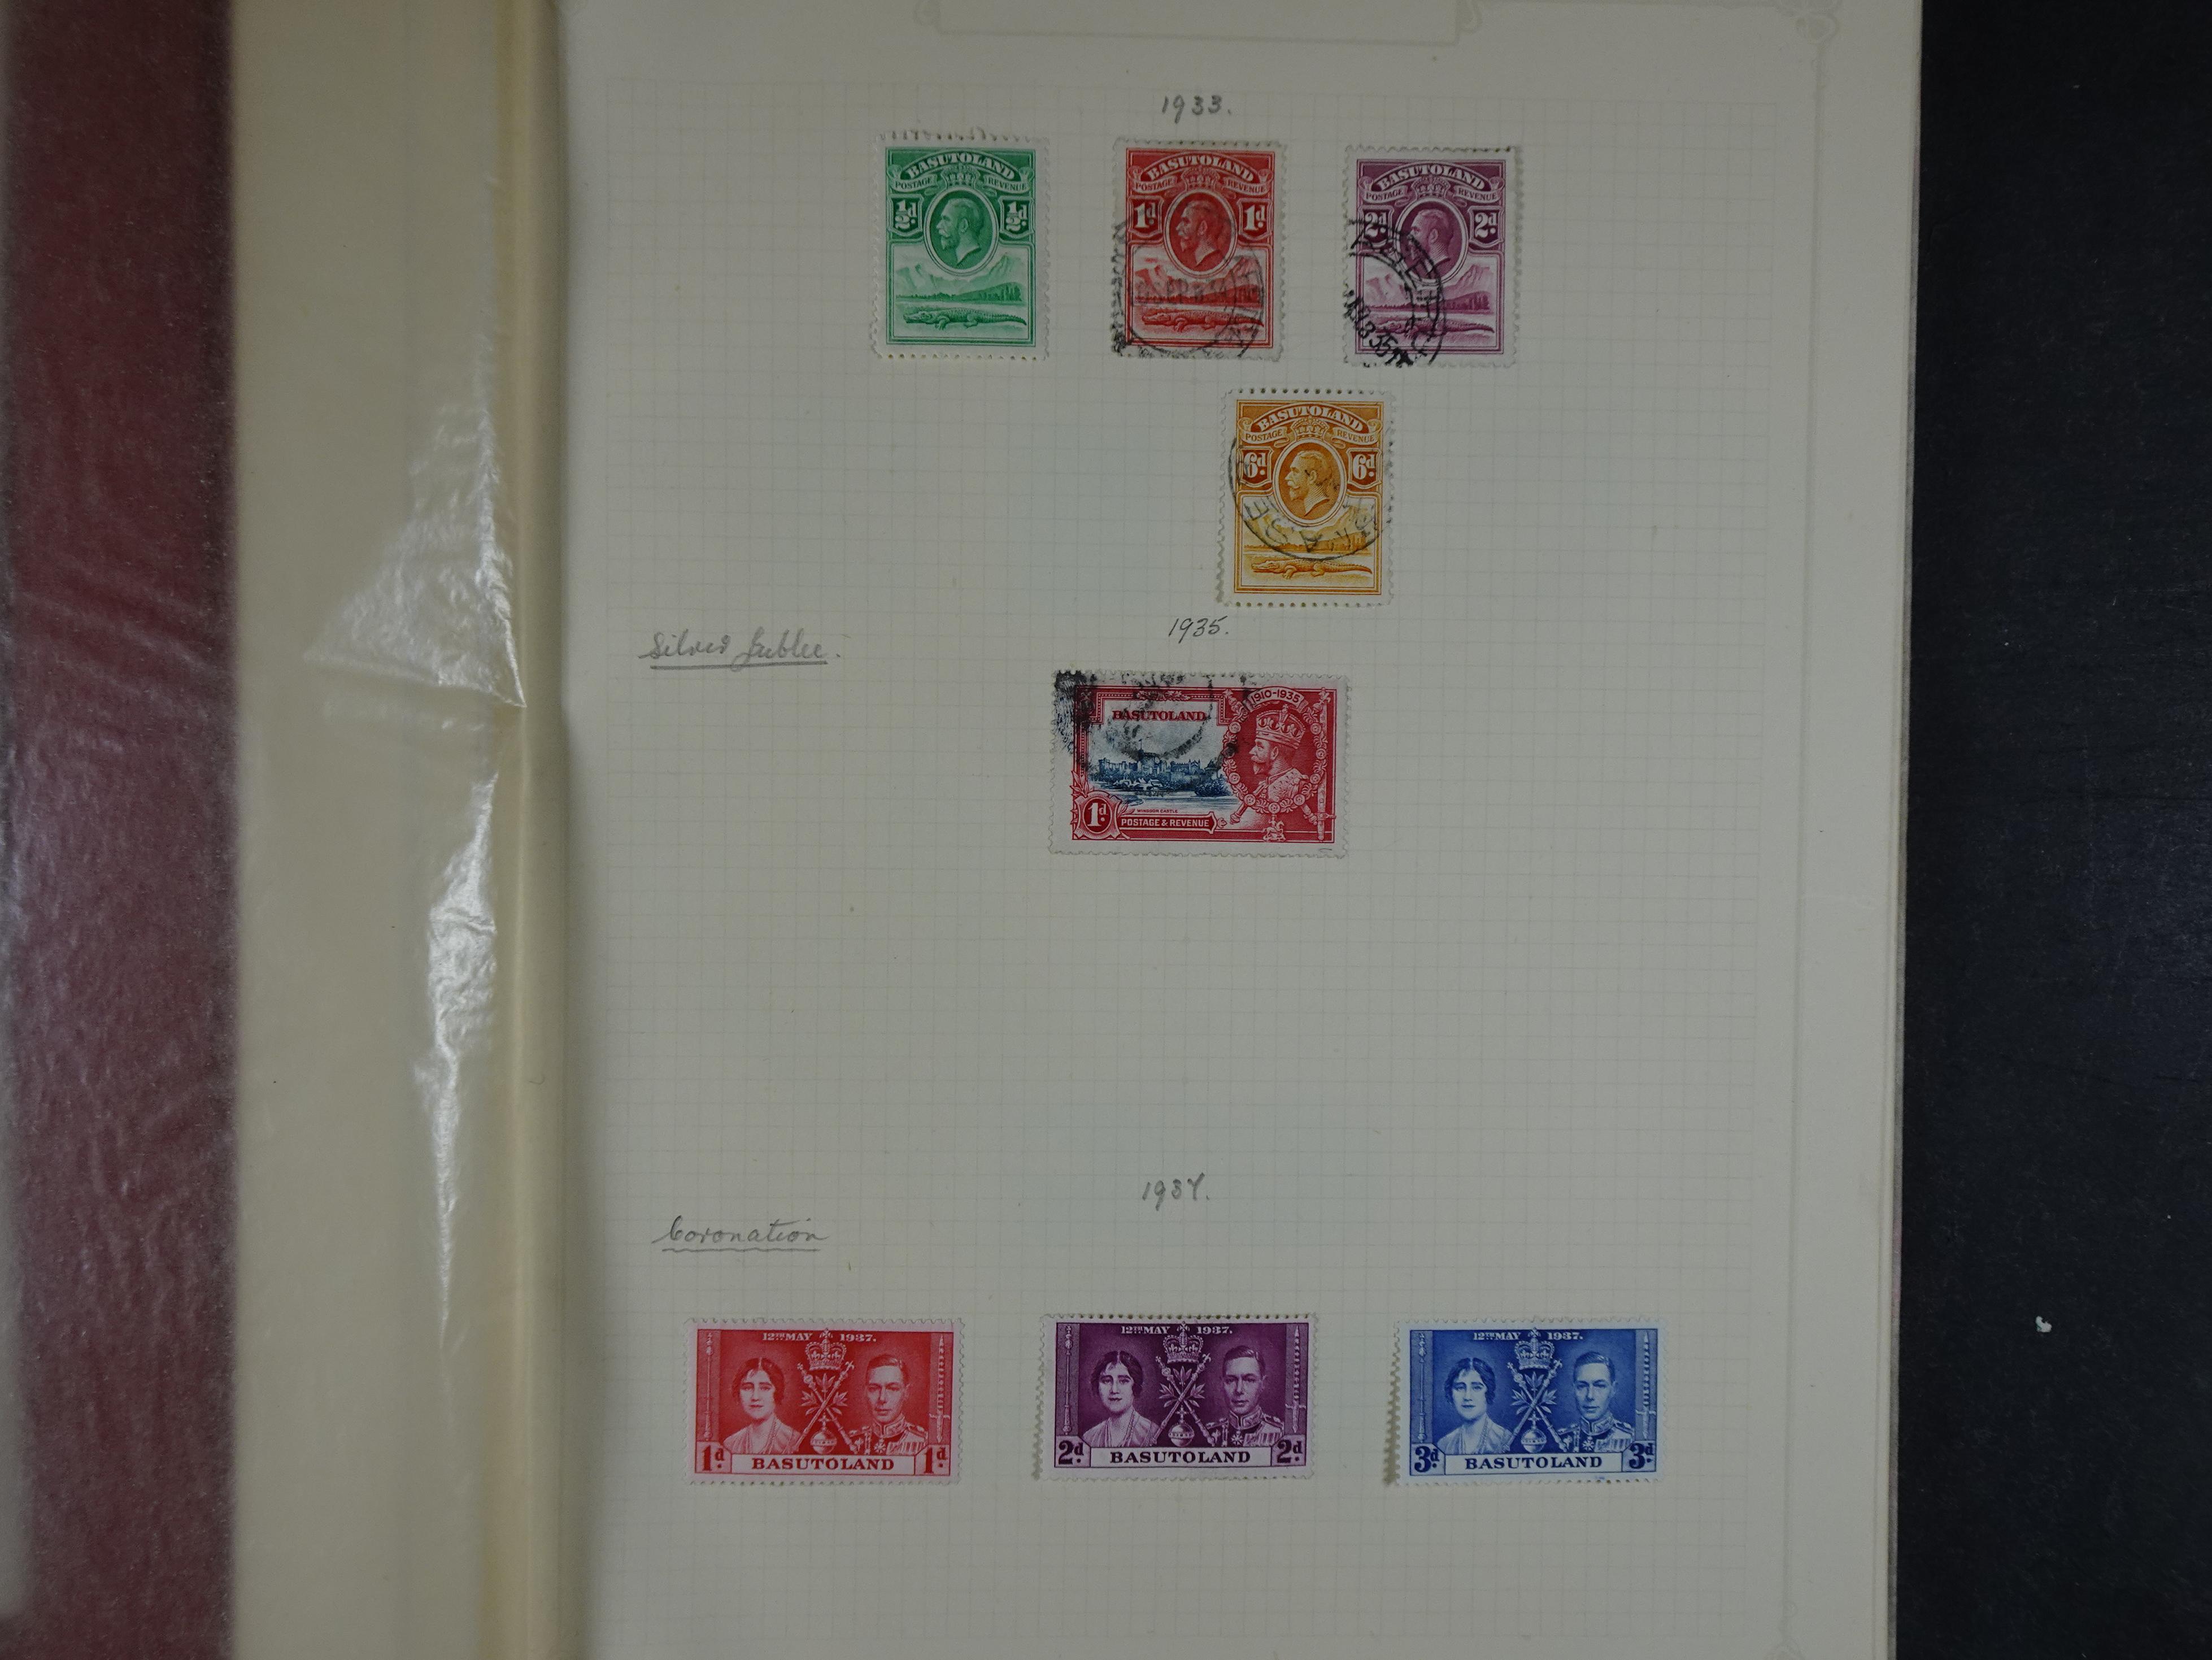 1933.
BASUTOLAND
POSTAGE REVENUE
½d ½d
BASUTOLAND
POSTAGE REVENUE
1d 1d
BASUTOLAND
POSTAGE REVENUE
2d 2d
BASUTOLAND
POSTAGE REVENUE
6d 6d
1935.
Silver Jubilee.
1910-1935
BASUTOLAND
WINDSOR CASTLE
1d
POSTAGE & REVENUE
1937.
Coronation
12TH MAY 1937.
1d BASUTOLAND 1d
12TH MAY 1937.
2d BASUTOLAND 2d
12TH MAY 1937.
3d BASUTOLAND 3d